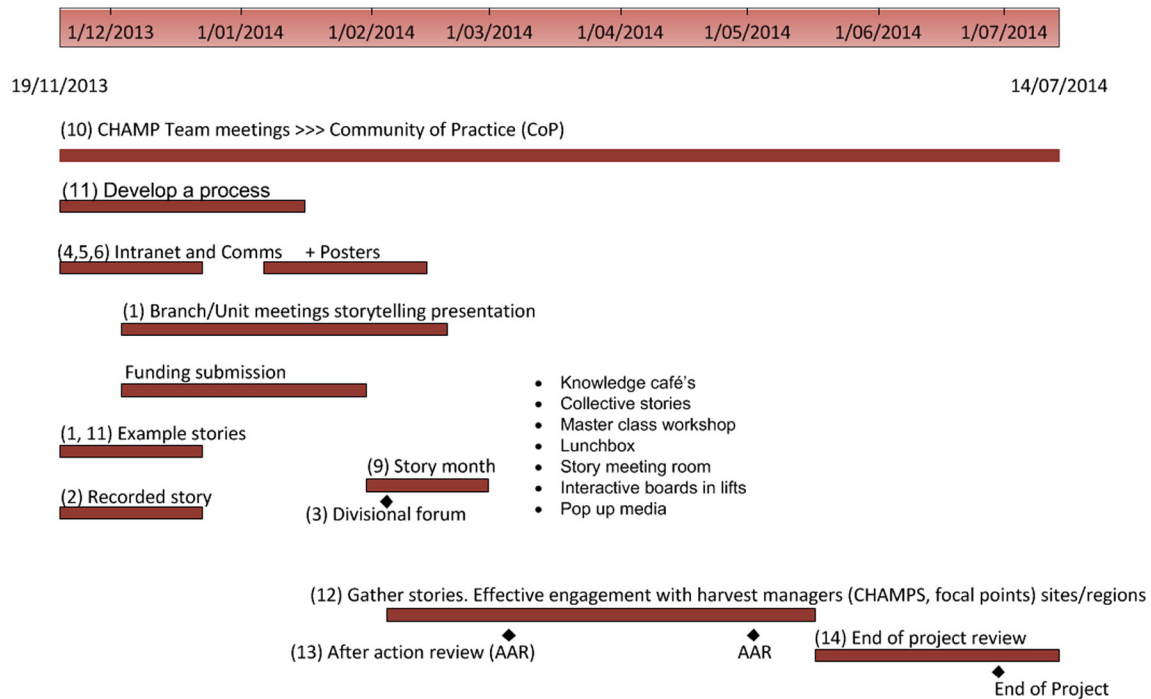 1/12/2013 1/01/2014 1/02/2014 1/03/2014 1/04/2014 1/05/2014 1/06/2014 1/07/2014
19/11/2013 14/07/2014
(10) CHAMP Team meetings >>> Community of Practice (CoP)
(11) Develop a process
(4,5,6) Intranet and Comms + Posters
(1) Branch/Unit meetings storytelling presentation
Funding submission
(1, 11) Example stories
(2) Recorded story
(9) Story month
(3) Divisional forum
• Knowledge café's
• Collective stories
• Master class workshop
• Lunchbox
• Story meeting room
• Interactive boards in lifts
• Pop up media
(12) Gather stories. Effective engagement with harvest managers (CHAMPS, focal points) sites/regions
(13) After action review (AAR)
AAR
(14) End of project review
End of Project